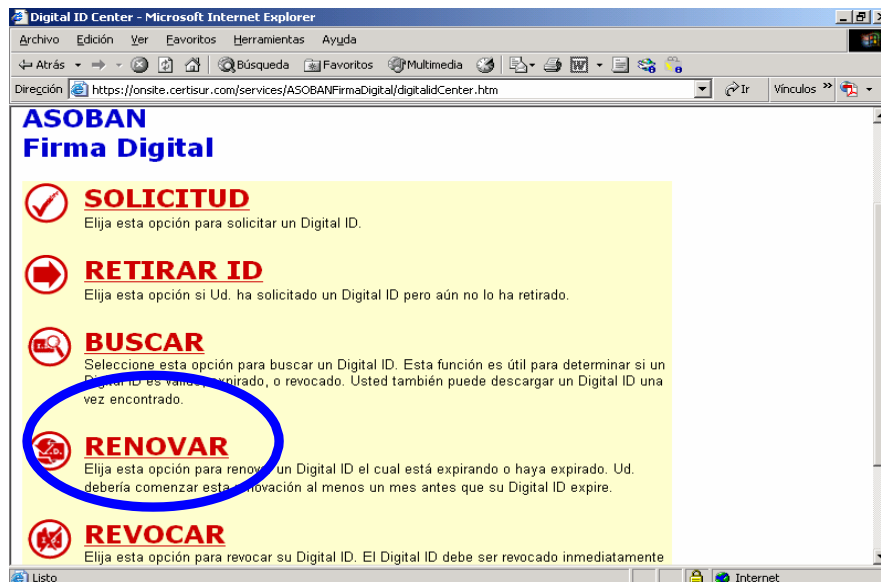 Digital ID Center - Microsoft Internet Explorer
Archivo Edición Ver Favoritos Herramientas Ayuda
Atrás Búsqueda Favoritos Multimedia
Dirección https://onsite.certisur.com/services/ASOBANFirmaDigital/digitalidCenter.htm Ir Vínculos »
ASOBAN
Firma Digital
SOLICITUD
Elija esta opción para solicitar un Digital ID.
RETIRAR ID
Elija esta opción si Ud. ha solicitado un Digital ID pero aún no lo ha retirado.
BUSCAR
Seleccione esta opción para buscar un Digital ID. Esta función es útil para determinar si un
Digital ID es válido, expirado, o revocado. Usted también puede descargar un Digital ID una
vez encontrado.
RENOVAR
Elija esta opción para renovar un Digital ID el cual está expirando o haya expirado. Ud.
debería comenzar esta renovación al menos un mes antes que su Digital ID expire.
REVOCAR
Elija esta opción para revocar su Digital ID. El Digital ID debe ser revocado inmediatamente
Listo Internet